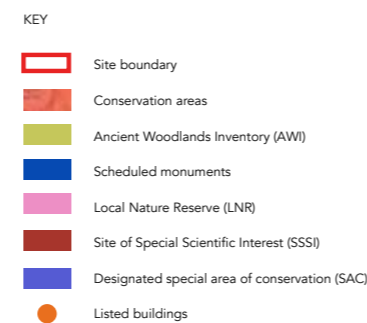 KEY
Site boundary
Conservation areas
Ancient Woodlands Inventory (AWI)
Scheduled monuments
Local Nature Reserve (LNR)
Site of Special Scientific Interest (SSSI)
Designated special area of conservation (SAC)
Listed buildings